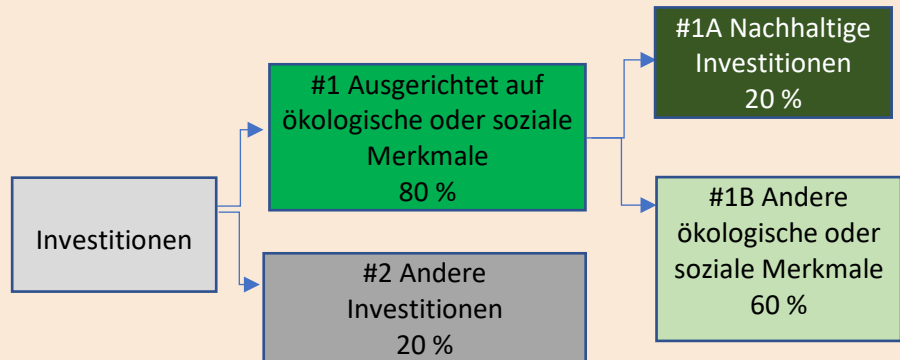 Investitionen
#1 Ausgerichtet auf
ökologische oder soziale
Merkmale
80 %
#2 Andere
Investitionen
20 %
#1A Nachhaltige
Investitionen
20 %
#1B Andere
ökologische oder
soziale Merkmale
60 %